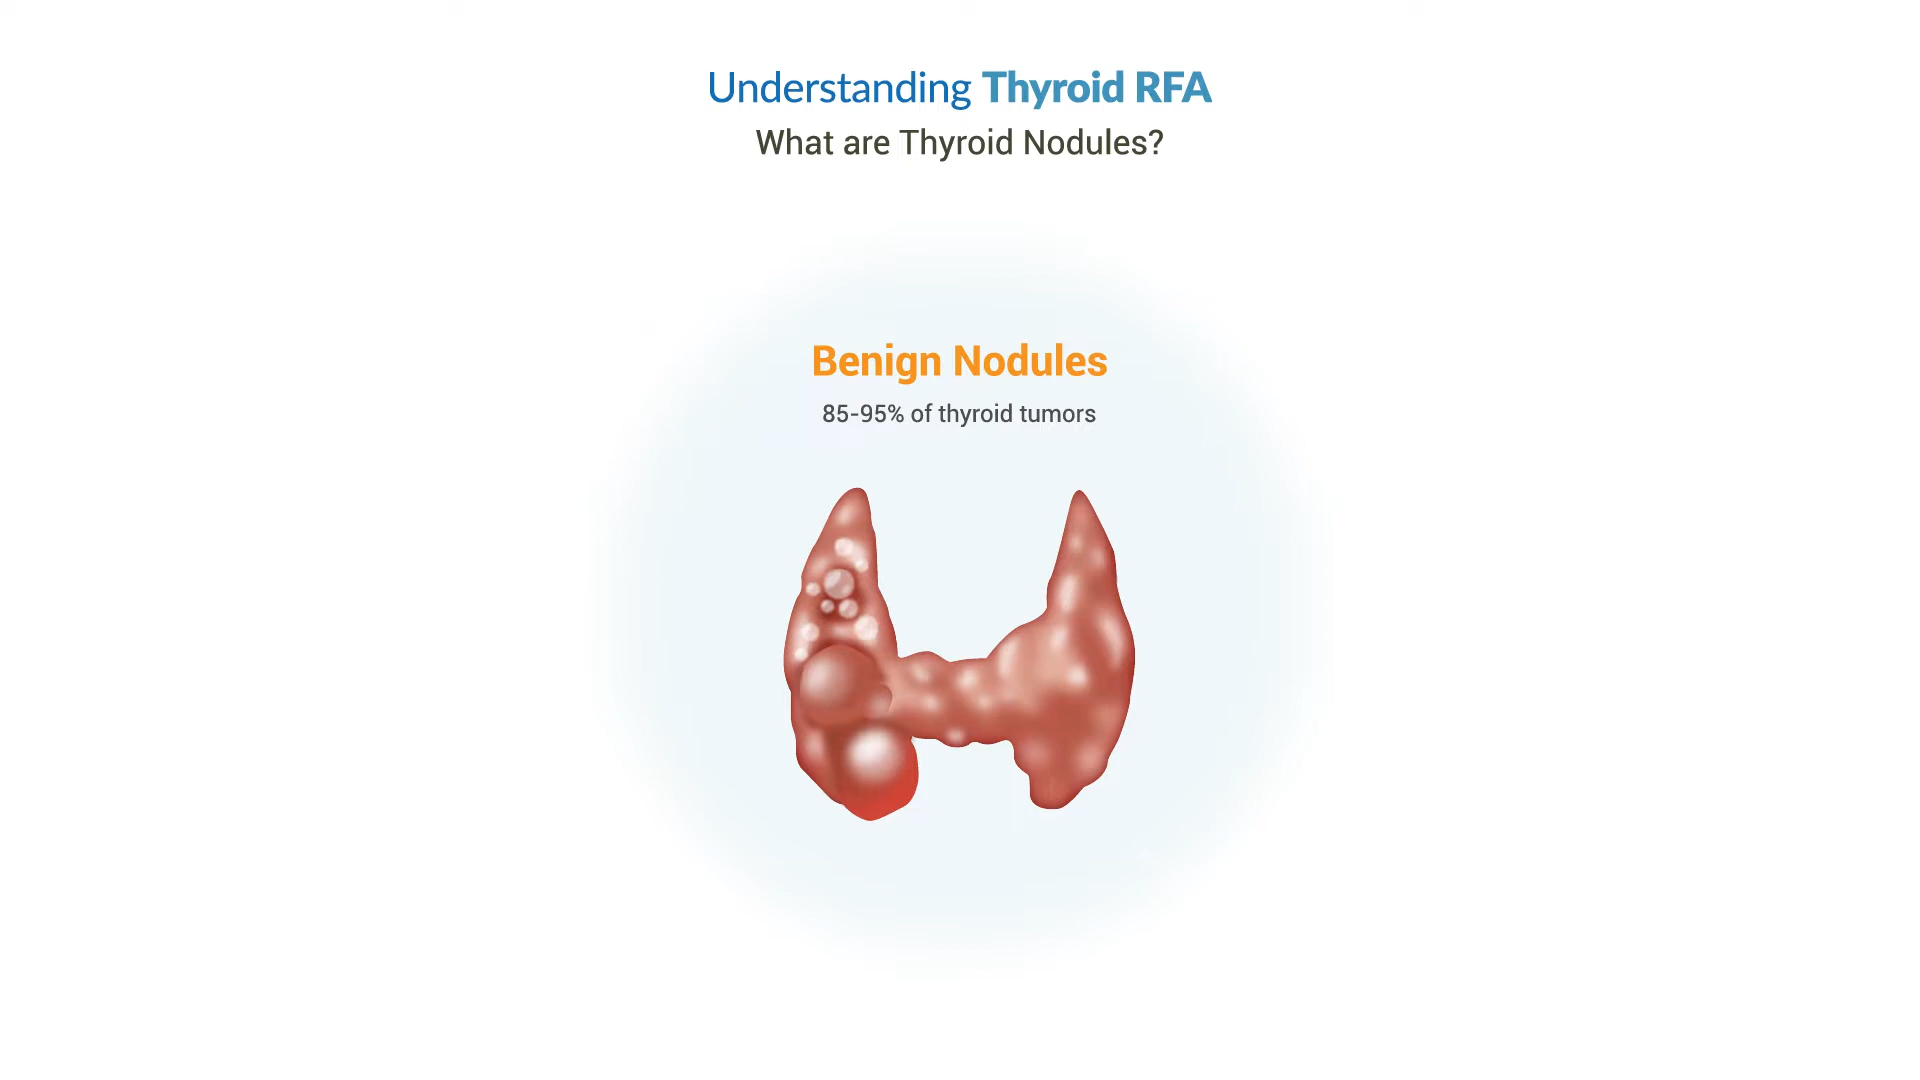 Understanding Thyroid RFA
What are Thyroid Nodules?
Benign Nodules
85-95% of thyroid tumors